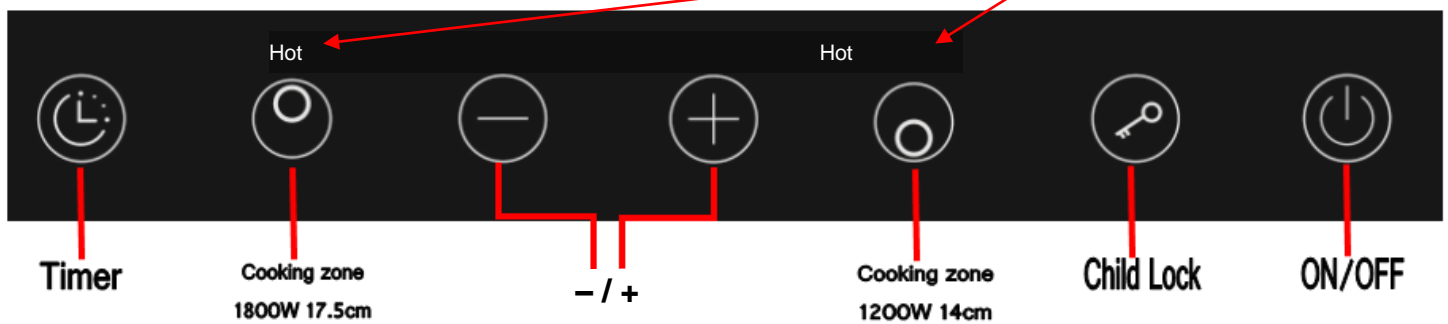 Hot
Hot
Timer
Cooking zone
1800W 17.5cm
– / +
Cooking zone
1200W 14cm
Child Lock
ON/OFF